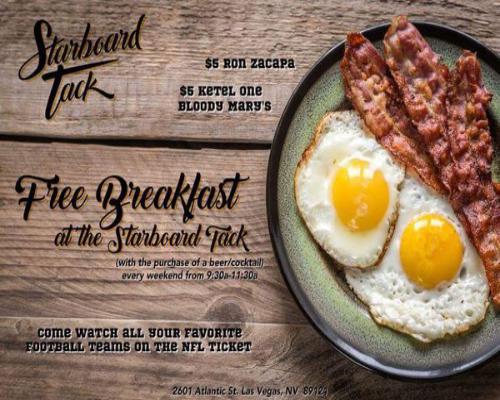 Starboard
Tack
$5 Ron Zacapa
$5 Ketel One
Bloody Mary's
Free Breakfast
at the Starboard Tack
(with the purchase of a beer/cocktail)
every weekend from 9:30a-11:30a
Come watch all your favorite
football teams on the NFL Ticket
2601 Atlantic St. Las Vegas, NV 89121